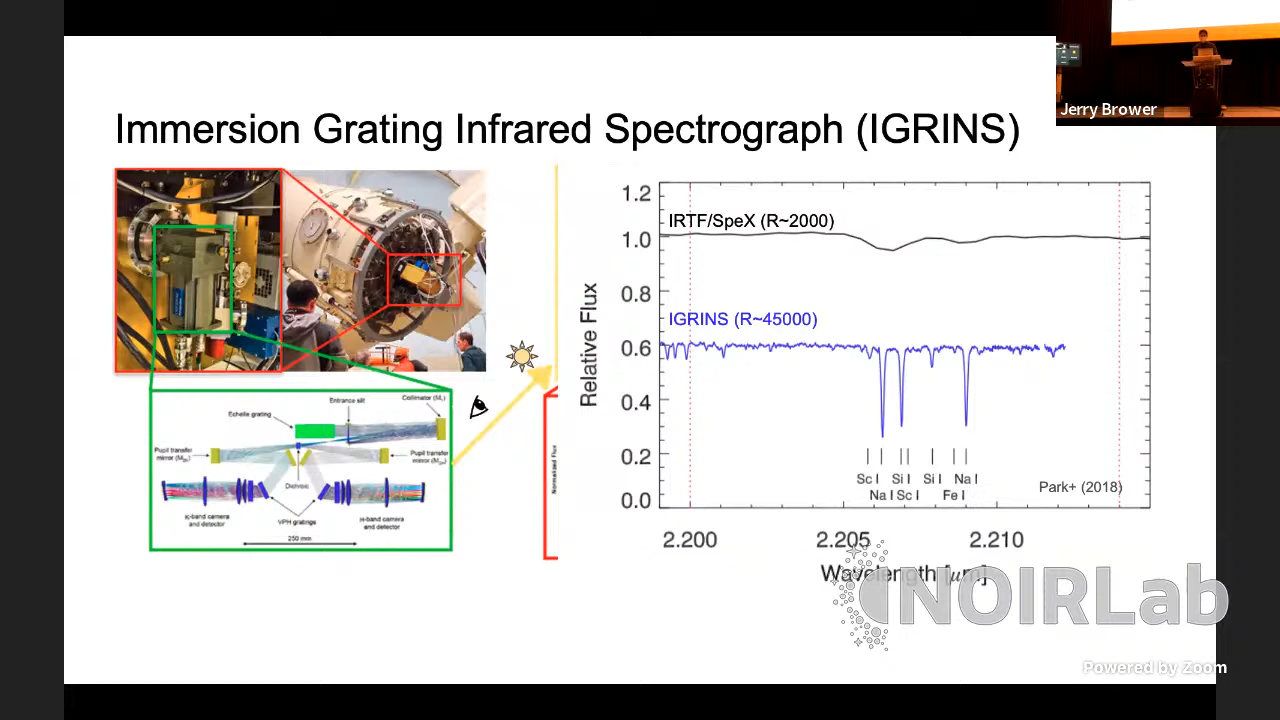 Jerry Brower
Immersion Grating Infrared Spectrograph (IGRINS)
Echelle grating
Entrance slit
Collimator (M₁)
Pupil transfer
mirror (M₂ₖ)
Pupil transfer
mirror (M₂ₕ)
Dichroic
K-band camera
and detector
VPH gratings
H-band camera
and detector
250 mm
Normalized Flux
Relative Flux
1.2
1.0
0.8
0.6
0.4
0.2
0.0
IRTF/SpeX (R~2000)
IGRINS (R~45000)
Sc I Si I Si I Na I
Na I Sc I Fe I
Park+ (2018)
2.200 2.205 2.210
Wavelength [μm]
NOIRLab
Powered by Zoom